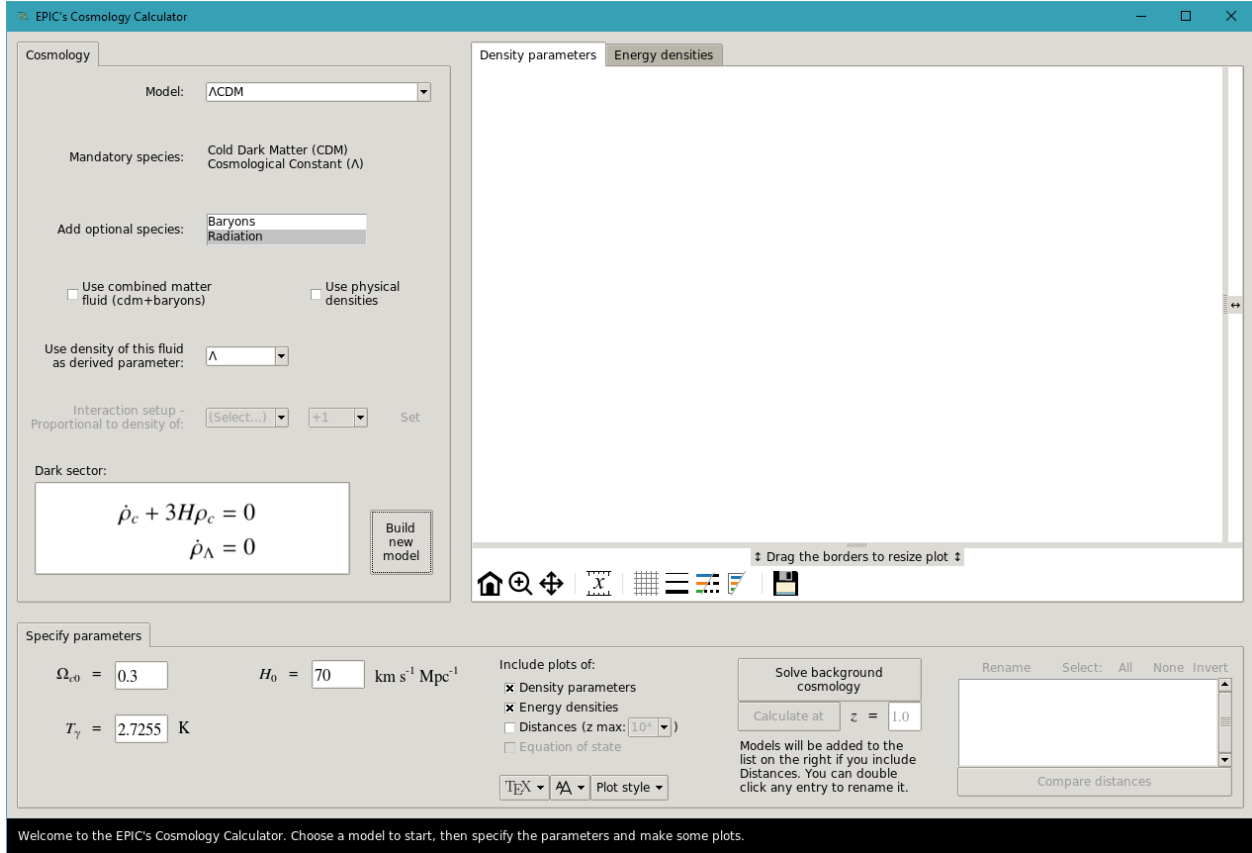 EPIC's Cosmology Calculator
Cosmology
Model:
ΛCDM
Mandatory species:
Cold Dark Matter (CDM)
Cosmological Constant (Λ)
Add optional species:
Baryons
Radiation
Use combined matter
fluid (cdm+baryons)
Use physical
densities
Use density of this fluid
as derived parameter:
Λ
Interaction setup -
Proportional to density of:
(Select...)
+1
Set
Dark sector:
ρ̇_c + 3Hρ_c = 0
ρ̇_Λ = 0
Build
new
model
Density parameters
Energy densities
↔
↕ Drag the borders to resize plot ↕
x
Specify parameters
Ω_c0 = 0.3
H_0 = 70 km s⁻¹ Mpc⁻¹
T_γ = 2.7255 K
Include plots of:
Density parameters
Energy densities
Distances (z max: 10⁴ )
Equation of state
TEX
AA
Plot style
Solve background
cosmology
Calculate at z = 1.0
Models will be added to the
list on the right if you include
Distances. You can double
click any entry to rename it.
Rename Select: All None Invert
Compare distances
Welcome to the EPIC's Cosmology Calculator. Choose a model to start, then specify the parameters and make some plots.